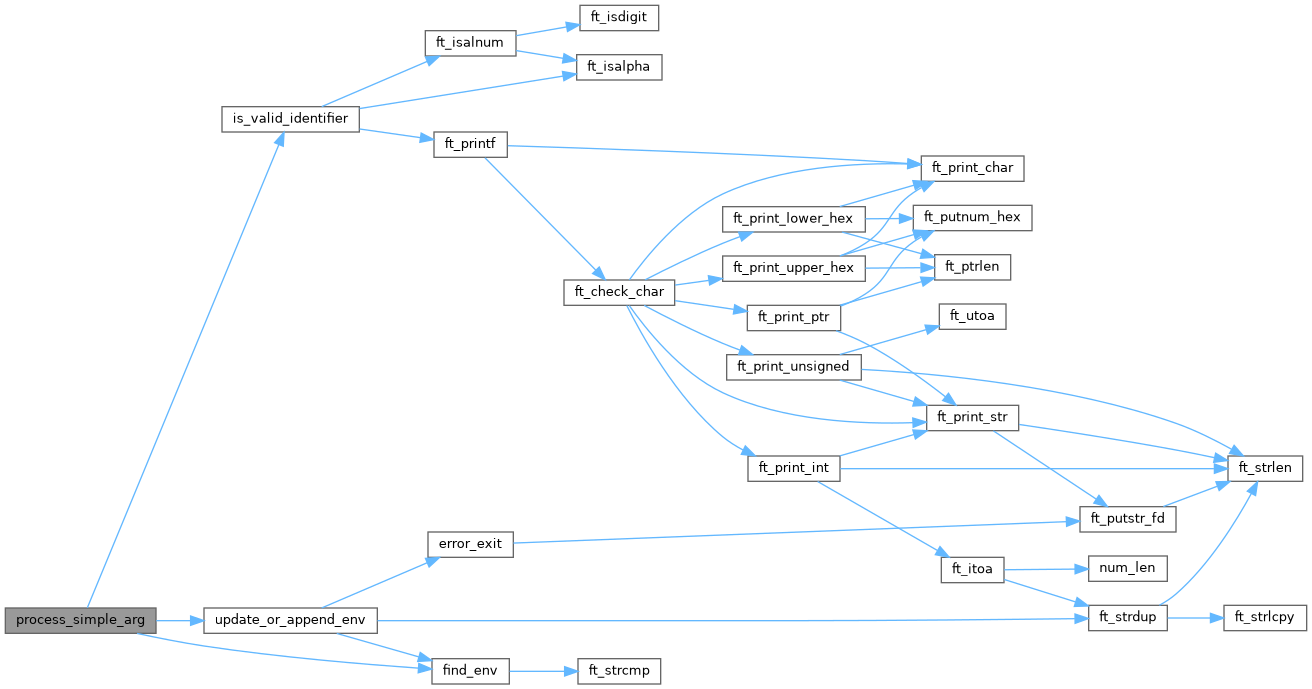 ft_isdigit
ft_isalnum
ft_isalpha
is_valid_identifier
ft_printf
ft_print_char
ft_print_lower_hex
ft_putnum_hex
ft_print_upper_hex
ft_ptrlen
ft_check_char
ft_print_ptr
ft_utoa
ft_print_unsigned
ft_print_str
ft_print_int
ft_strlen
ft_putstr_fd
error_exit
ft_itoa
num_len
process_simple_arg
update_or_append_env
ft_strdup
ft_strlcpy
find_env
ft_strcmp